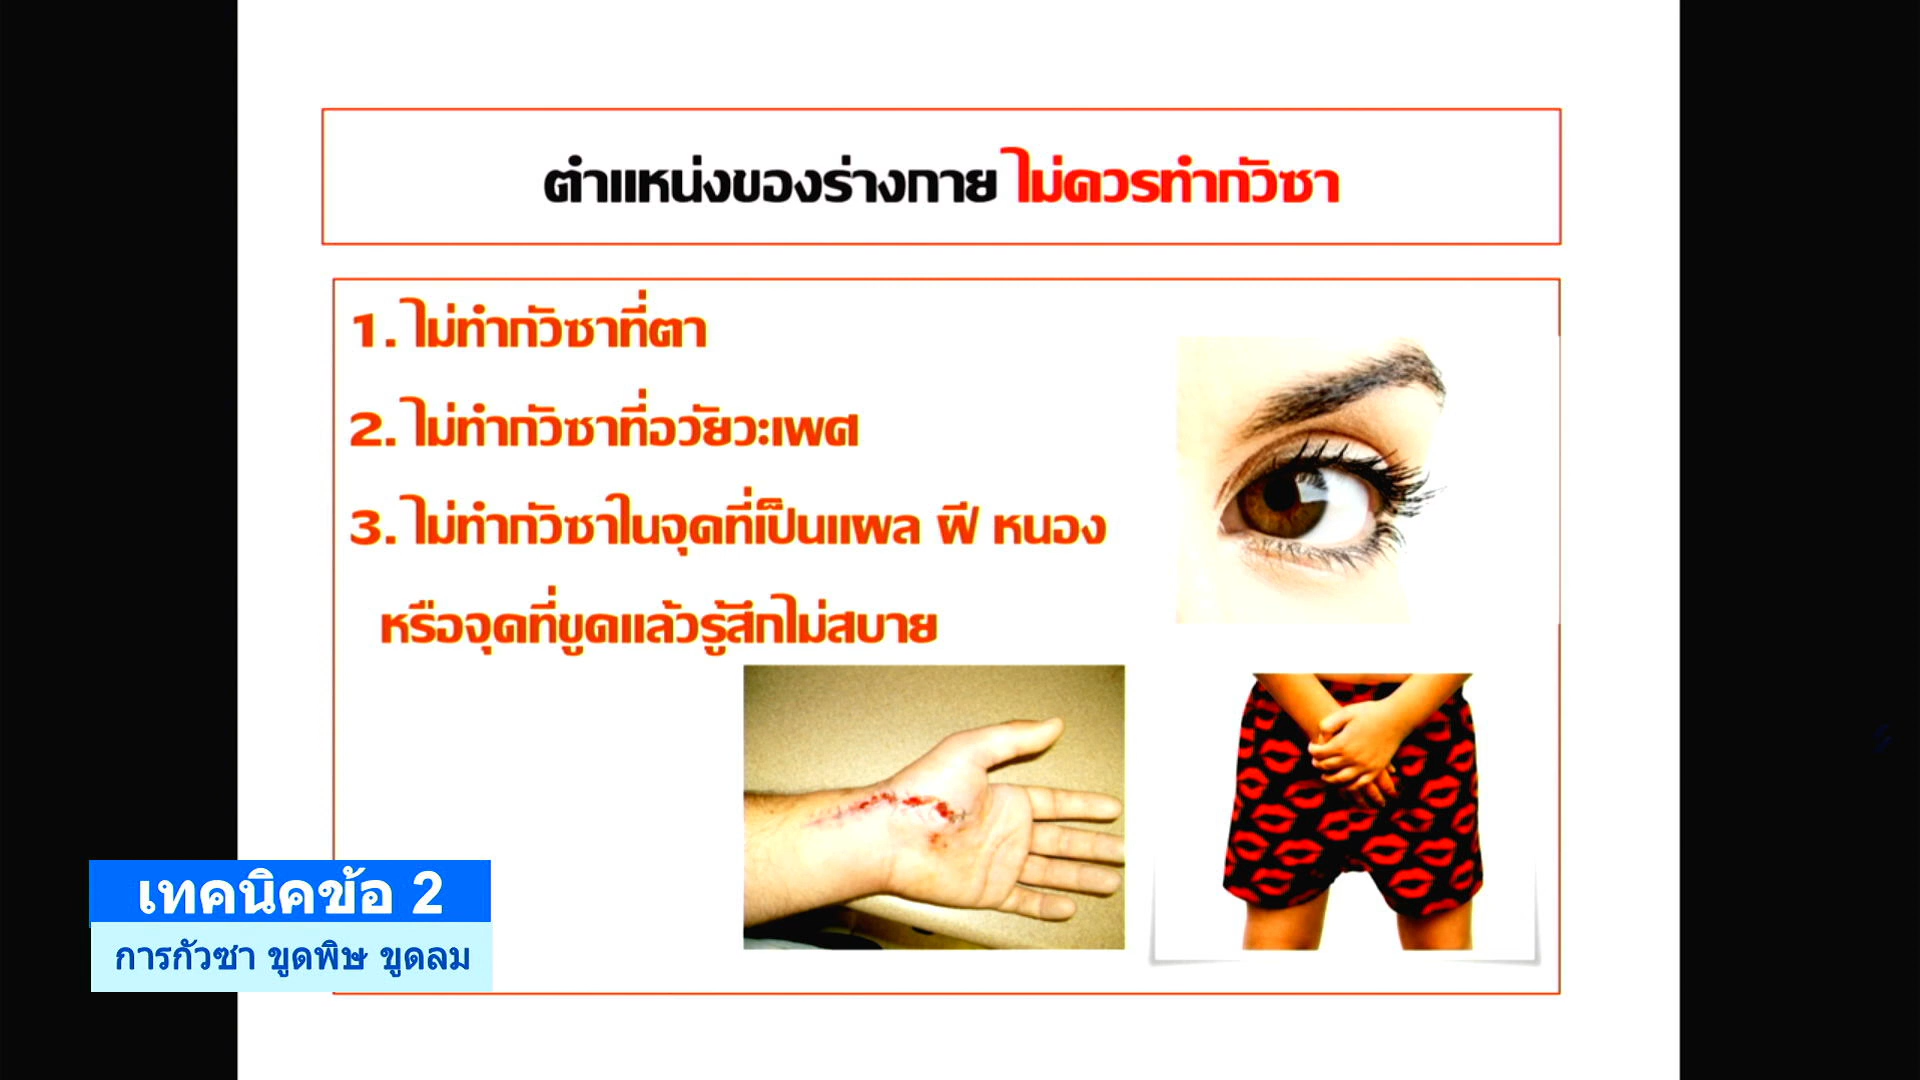 ตำแหน่งของร่างกาย ไม่ควรทำกัวซา
1. ไม่ทำกัวซาที่ตา
2. ไม่ทำกัวซาที่อวัยวะเพศ
3. ไม่ทำกัวซาในจุดที่เป็นแผล ฝี หนอง
หรือจุดที่ขูดแล้วรู้สึกไม่สบาย
เทคนิคข้อ 2
การกัวซา ขูดพิษ ขูดลม